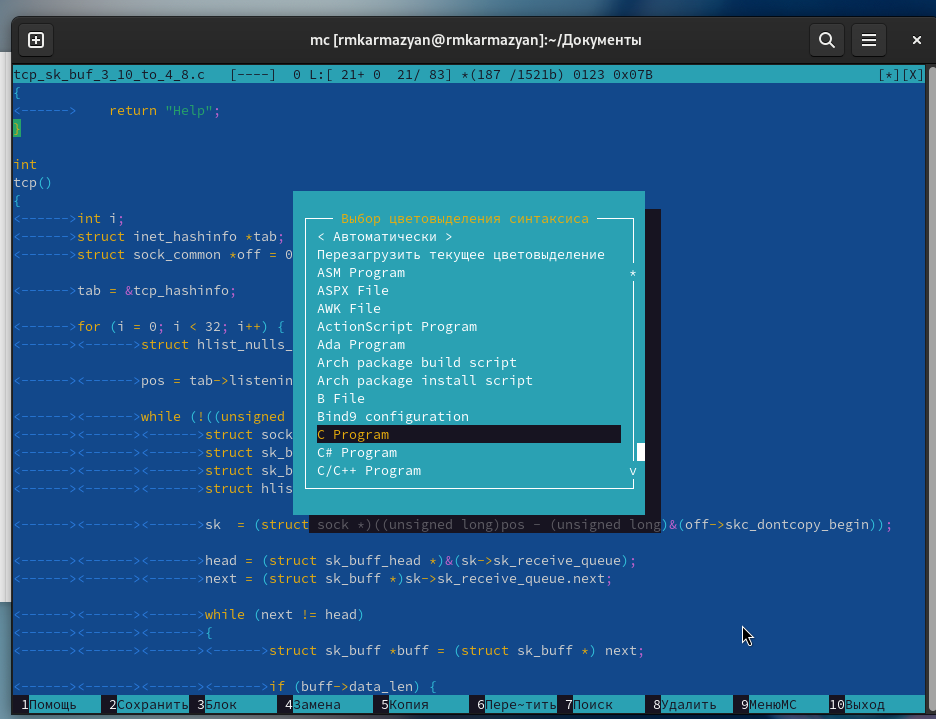 mc [rmkarmazyan@rmkarmazyan]:~/Документы
tcp_sk_buf_3_10_to_4_8.c   [----]  0 L:[ 21+ 0  21/ 83] *(187 /1521b) 0123 0x07B [*][X]
{
<------>    return "Help";
}
int
tcp()
{
<------>int i;
<------>struct inet_hashinfo *tab;
<------>struct sock_common *off = 0
<------>tab = &tcp_hashinfo;
<------>for (i = 0; i < 32; i++) {
<------><------>struct hlist_nulls_
<------><------>pos = tab->listenin
<------><------>while (!((unsigned
<------><------><------>struct sock
<------><------><------>struct sk_b
<------><------><------>struct sk_b
<------><------><------>struct hlis
Выбор цветовыделения синтаксиса
< Автоматически >
Перезагрузить текущее цветовыделение
ASM Program *
ASPX File
AWK File
ActionScript Program
Ada Program
Arch package build script
Arch package install script
B File
Bind9 configuration
C Program
C# Program
C/C++ Program v
<------><------><------>sk  = (struct sock *)((unsigned long)pos - (unsigned long)&(off->skc_dontcopy_begin));
<------><------><------>head = (struct sk_buff_head *)&(sk->sk_receive_queue);
<------><------><------>next = (struct sk_buff *)sk->sk_receive_queue.next;
<------><------><------>while (next != head)
<------><------><------>{
<------><------><------><------>struct sk_buff *buff = (struct sk_buff *) next;
<------><------><------><------>if (buff->data_len) {
1Помощь 2Сохранить 3Блок 4Замена 5Копия 6Пере~тить 7Поиск 8Удалить 9МенюMC 10Выход